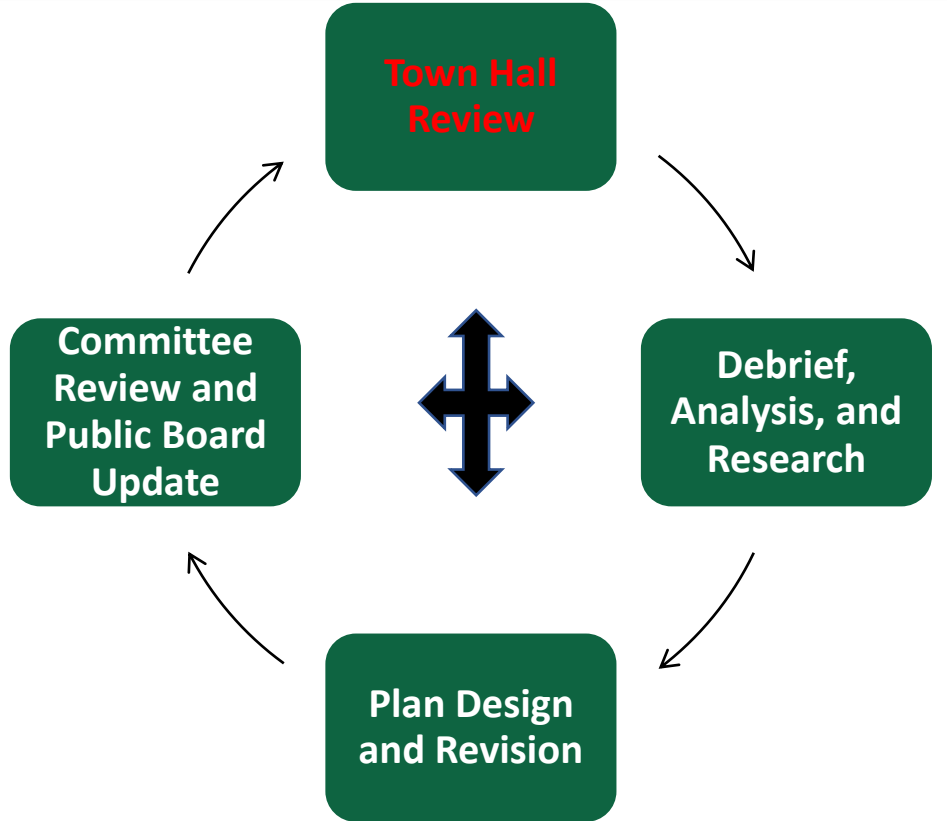 Town Hall
Review
Committee
Review and
Public Board
Update
Debrief,
Analysis, and
Research
Plan Design
and Revision